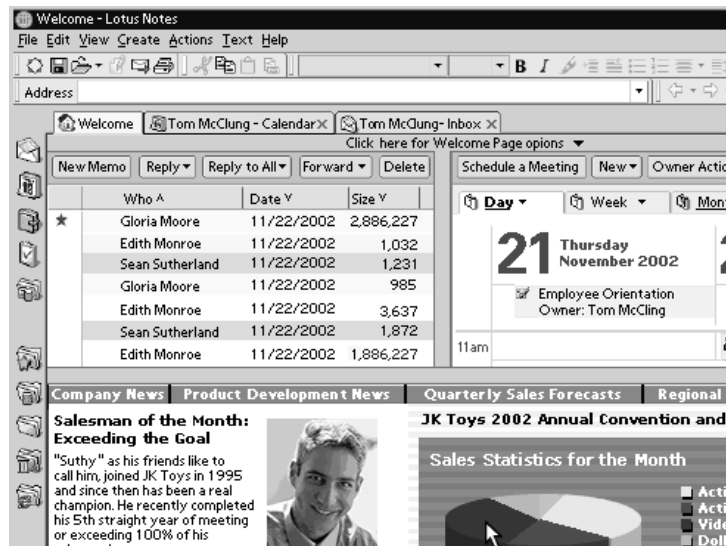 Welcome - Lotus Notes
File Edit View Create Actions Text Help
B I
Address
Welcome Tom McClung - Calendar Tom McClung- Inbox
Click here for Welcome Page opions
New Memo Reply Reply to All Forward Delete
Schedule a Meeting New Owner Actio
Who Date Size
Day Week Mon
Gloria Moore 11/22/2002 2,886,227
Edith Monroe 11/22/2002 1,032
Sean Sutherland 11/22/2002 1,231
Gloria Moore 11/22/2002 985
Edith Monroe 11/22/2002 3,637
Sean Sutherland 11/22/2002 1,872
Edith Monroe 11/22/2002 1,886,227
21 Thursday
November 2002
Employee Orientation
Owner: Tom McCling
11am
Company News Product Development News Quarterly Sales Forecasts Regional
Salesman of the Month:
Exceeding the Goal
"Suthy" as his friends like to
call him, joined JK Toys in 1995
and since then has been a real
champion. He recently completed
his 5th straight year of meeting
or exceeding 100% of his
JK Toys 2002 Annual Convention and
Sales Statistics for the Month
Acti
Acti
Vide
Doll